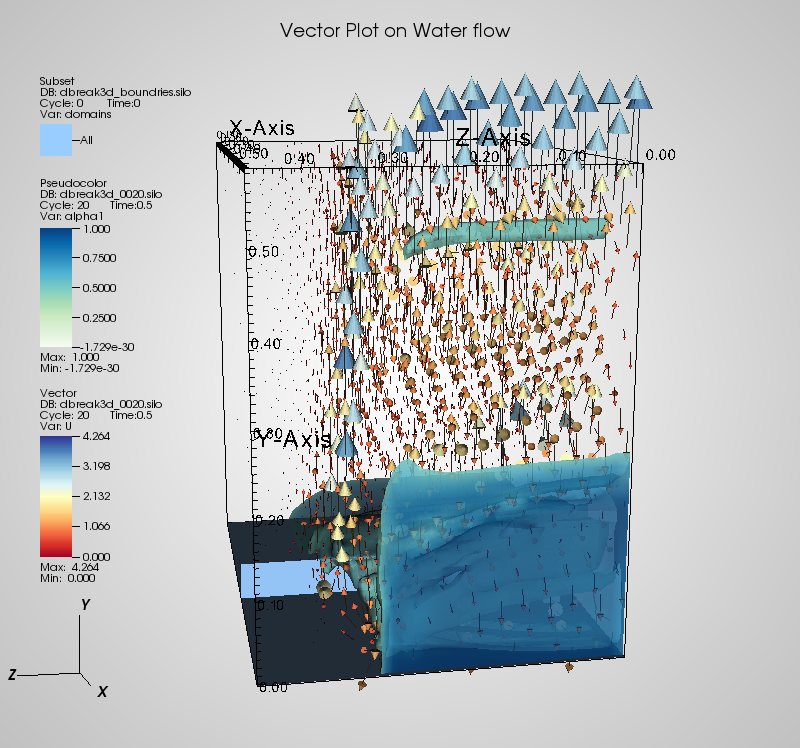 Vector Plot on Water flow
Subset
DB: dbreak3d_boundries.silo
Cycle: 0 Time:0
Var: domains
All
Pseudocolor
DB: dbreak3d_0020.silo
Cycle: 20 Time:0.5
Var: alpha1
1.000
0.7500
0.5000
0.2500
-1.729e-30
Max: 1.000
Min: -1.729e-30
Vector
DB: dbreak3d_0020.silo
Cycle: 20 Time:0.5
Var: U
4.264
3.198
2.132
1.066
0.000
Max: 4.264
Min: 0.000
X-Axis
Z-Axis
0.50 0.40 0.30 0.20 0.10 0.00
0.50
0.40
0.30
Y-Axis
0.20
0.10
0.00
Y
Z
X